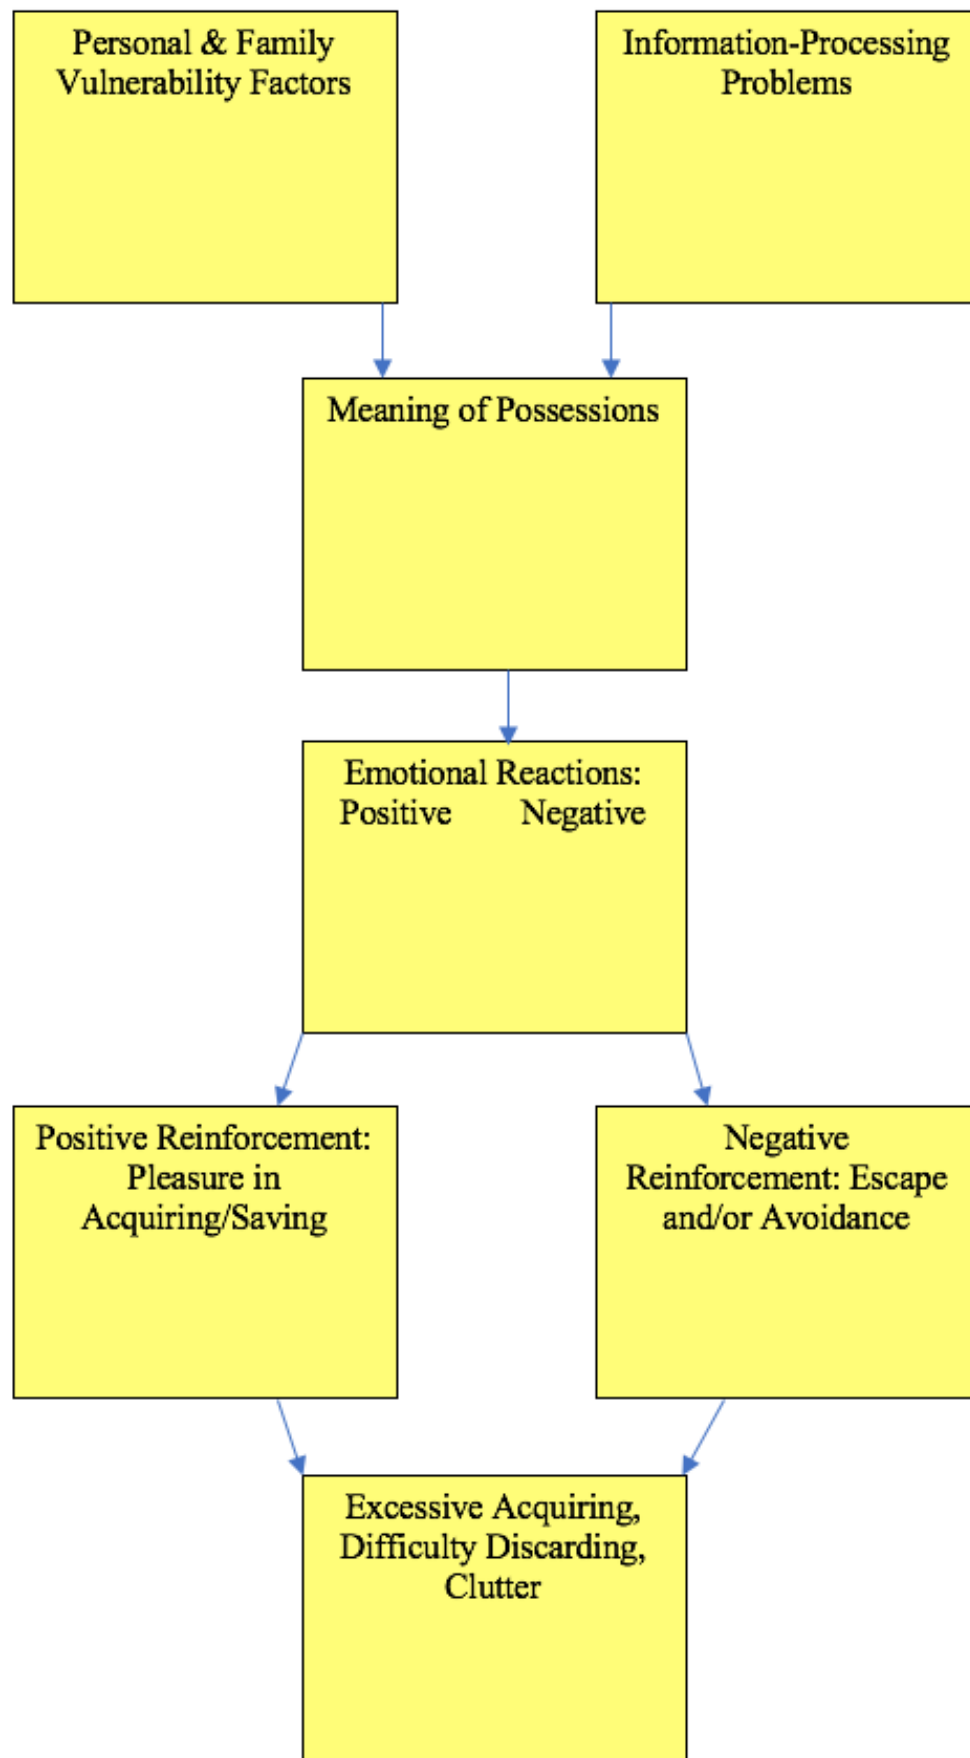 Personal & Family
Vulnerability Factors
Information-Processing
Problems
Meaning of Possessions
Emotional Reactions:
Positive Negative
Positive Reinforcement:
Pleasure in
Acquiring/Saving
Negative
Reinforcement: Escape
and/or Avoidance
Excessive Acquiring,
Difficulty Discarding,
Clutter